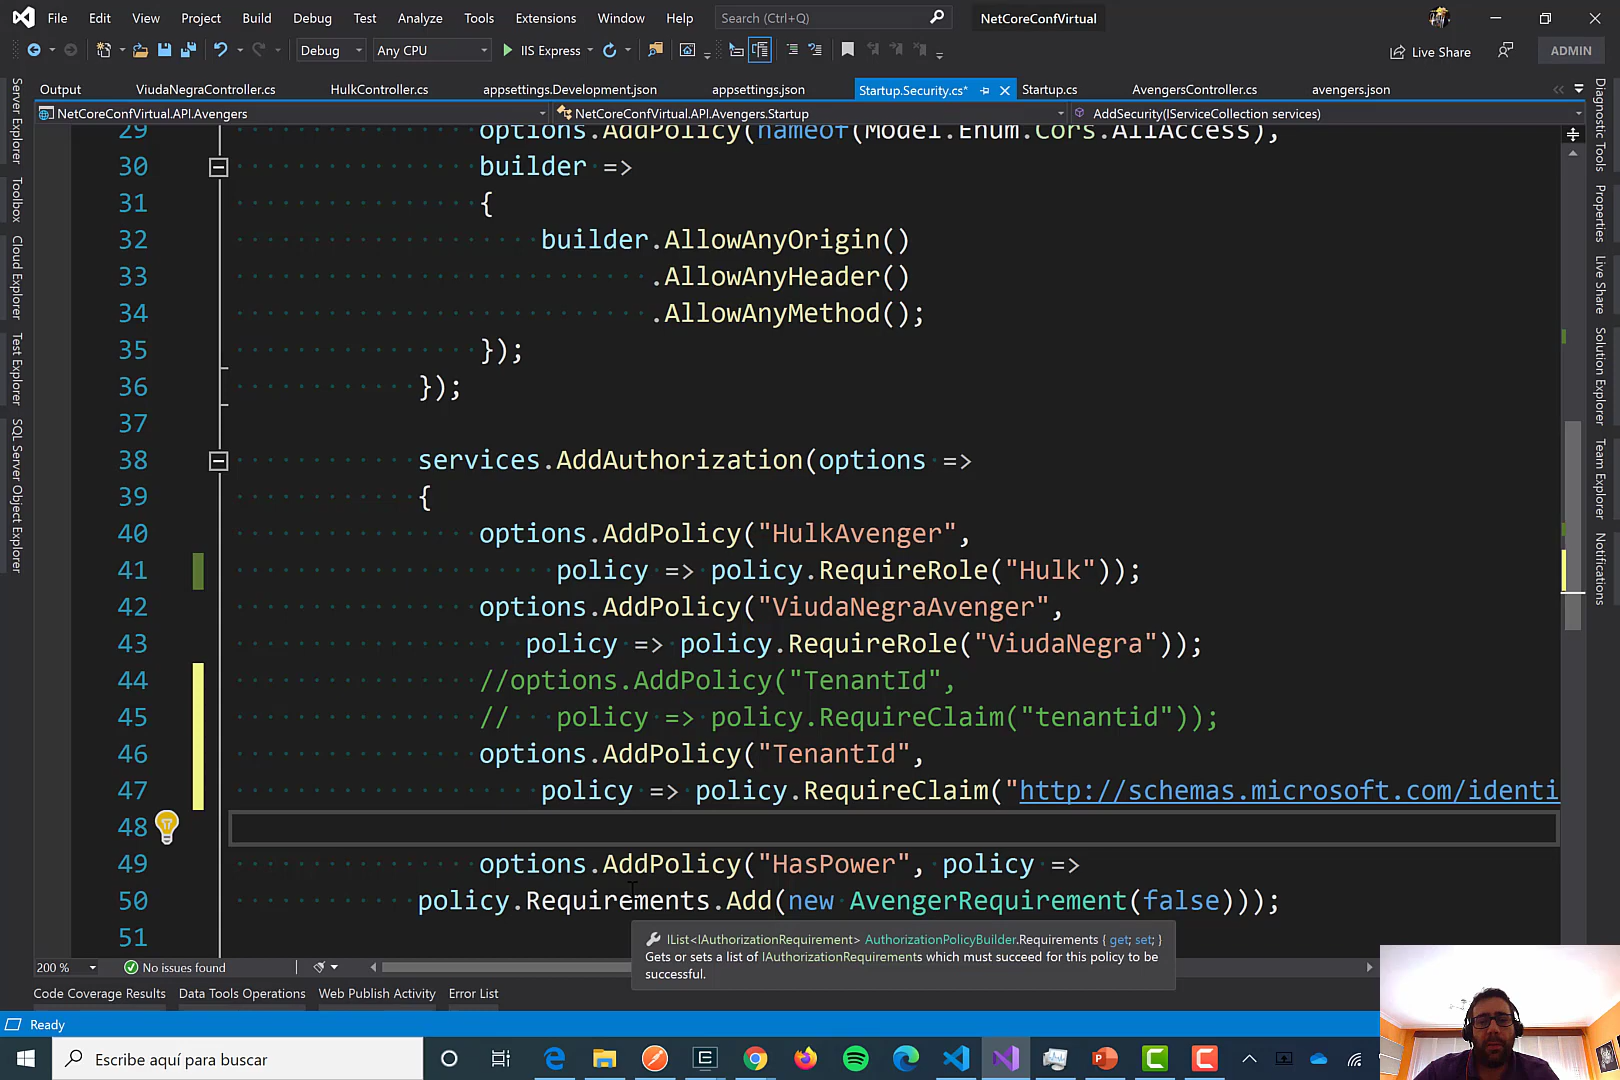 File Edit View Project Build Debug Test Analyze Tools Extensions Window Help Search (Ctrl+Q) NetCoreConfVirtual
Debug Any CPU IIS Express Live Share ADMIN
Output ViudaNegraController.cs HulkController.cs appsettings.Development.json appsettings.json Startup.Security.cs* Startup.cs AvengersController.cs avengers.json
NetCoreConfVirtual.API.Avengers NetCoreConfVirtual.API.Avengers.Startup AddSecurity(IServiceCollection services)
Server Explorer
Toolbox
Cloud Explorer
Test Explorer
SQL Server Object Explorer
29 options.AddPolicy(nameof(Model.Enum.Cors.AllAccess),
30 builder =>
31 {
32 builder.AllowAnyOrigin()
33 .AllowAnyHeader()
34 .AllowAnyMethod();
35 });
36 });
37
38 services.AddAuthorization(options =>
39 {
40 options.AddPolicy("HulkAvenger",
41 policy => policy.RequireRole("Hulk"));
42 options.AddPolicy("ViudaNegraAvenger",
43 policy => policy.RequireRole("ViudaNegra"));
44 //options.AddPolicy("TenantId",
45 // policy => policy.RequireClaim("tenantid"));
46 options.AddPolicy("TenantId",
47 policy => policy.RequireClaim("http://schemas.microsoft.com/identi
48
49 options.AddPolicy("HasPower", policy =>
50 policy.Requirements.Add(new AvengerRequirement(false)));
51
IList<IAuthorizationRequirement> AuthorizationPolicyBuilder.Requirements { get; set; }
Gets or sets a list of IAuthorizationRequirements which must succeed for this policy to be
successful.
Diagnostic Tools
Properties
Live Share
Solution Explorer
Team Explorer
Notifications
200 % No issues found
Code Coverage Results Data Tools Operations Web Publish Activity Error List
Ready
Escribe aquí para buscar